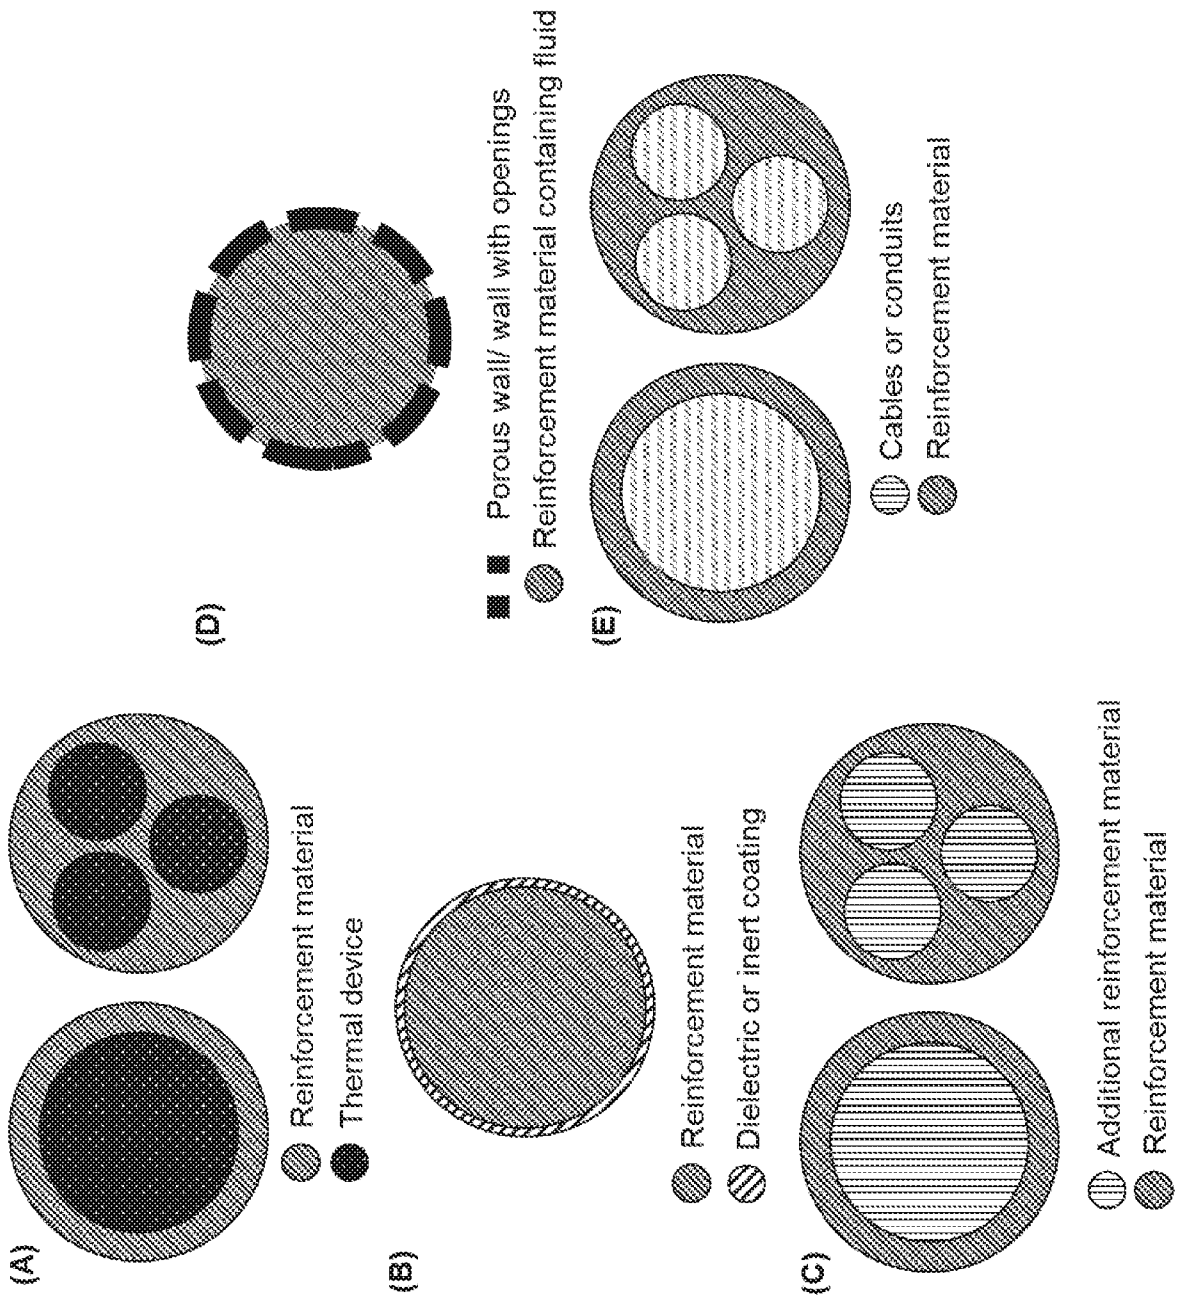 (A)
Reinforcement material
Thermal device
(B)
Reinforcement material
Dielectric or inert coating
(C)
Additional reinforcement material
Reinforcement material
(D)
Porous wall/ wall with openings
Reinforcement material containing fluid
(E)
Cables or conduits
Reinforcement material